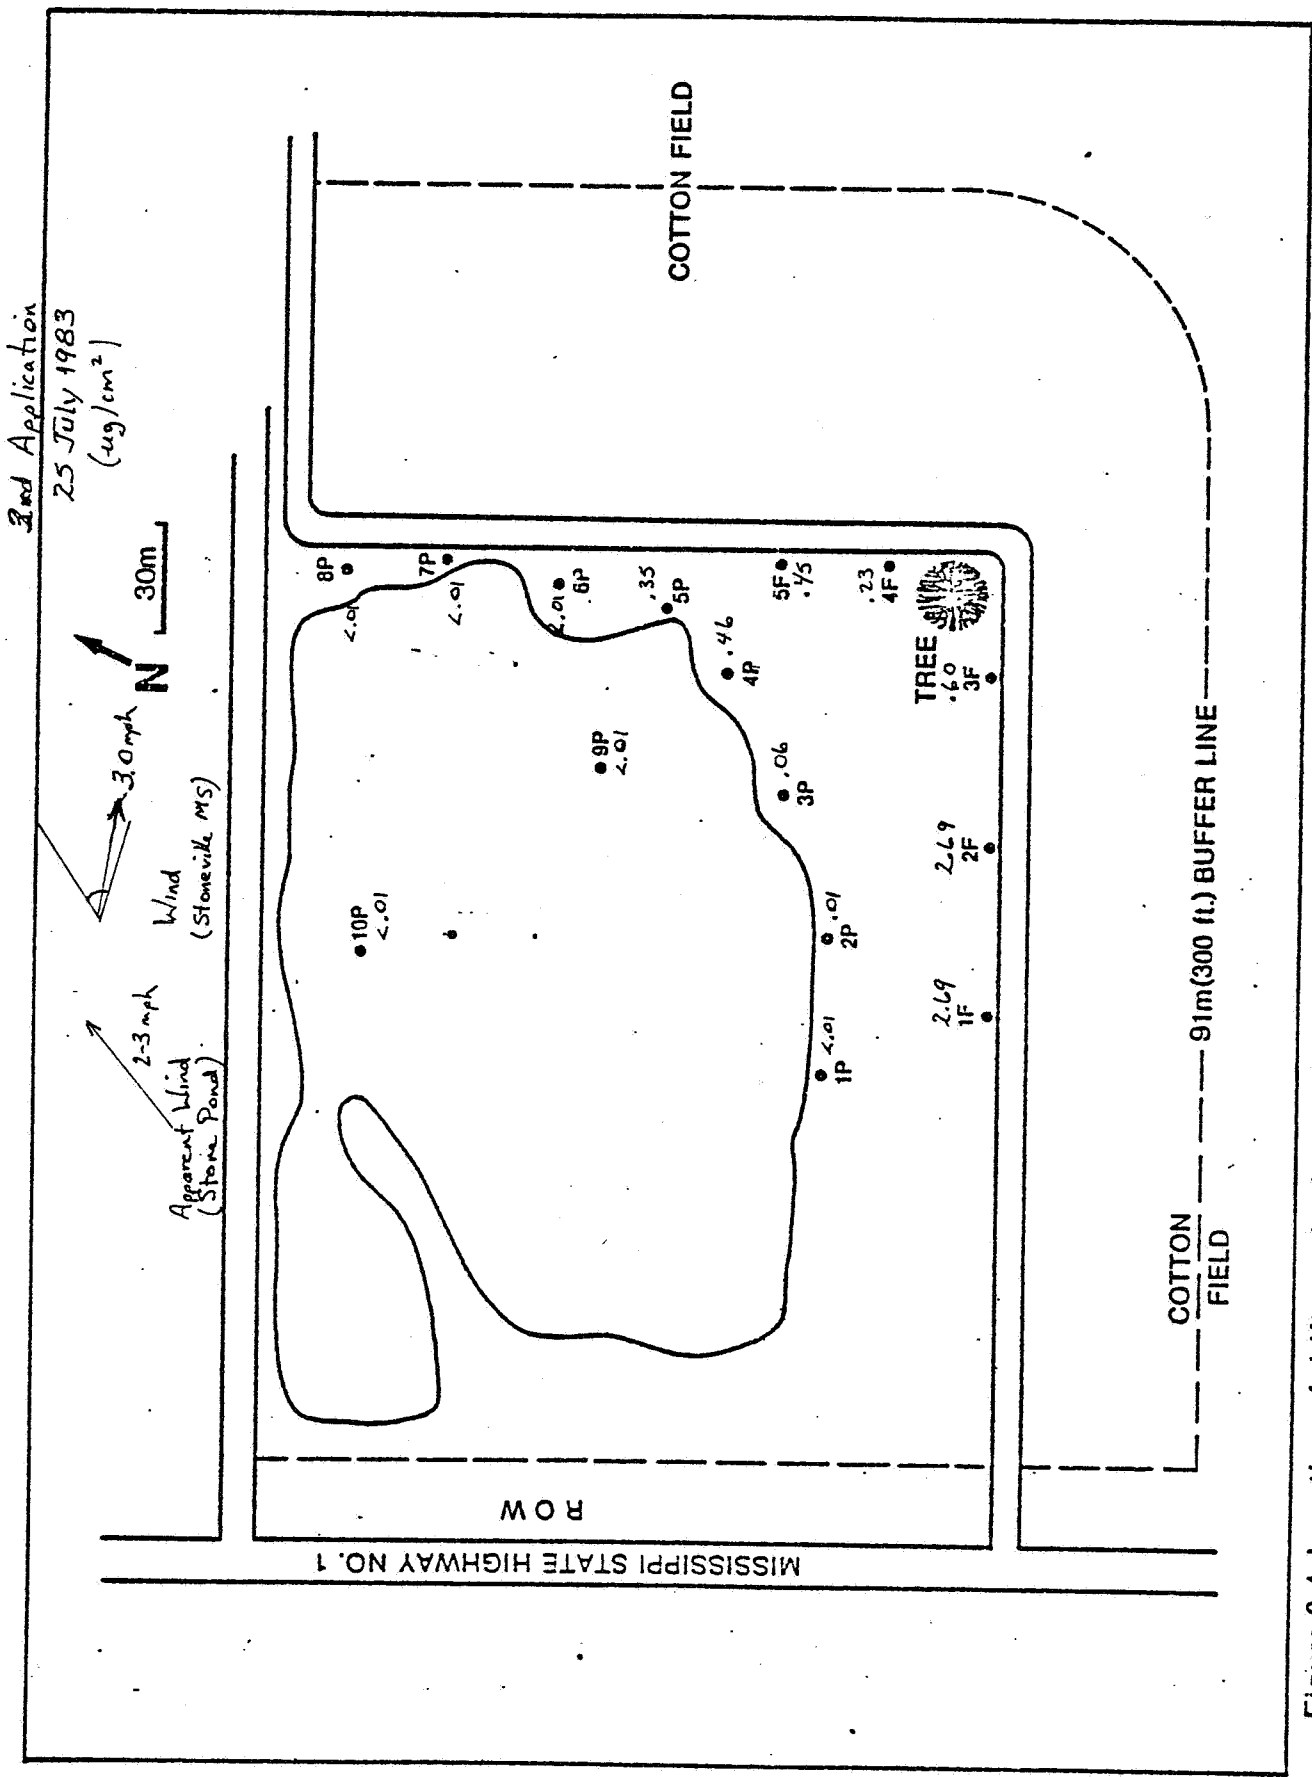 2nd Application
25 July 1983
(ug/cm²)
30m
N
3.0 mph
Wind
(Stoneville MS)
2-3 mph
Apparent Wind
(Stone Pond)
COTTON FIELD
8P
<.01
7P
<.01
6P
<.01
.35
5P
5F
.15
.23
4F
TREE
.46
4P
.60
3F
9P
<.01
.06
3P
2.69
2F
10P
<.01
.01
2P
2.69
1F
<.01
1P
91m(300 ft.) BUFFER LINE
COTTON
FIELD
ROW
MISSISSIPPI STATE HIGHWAY NO. 1